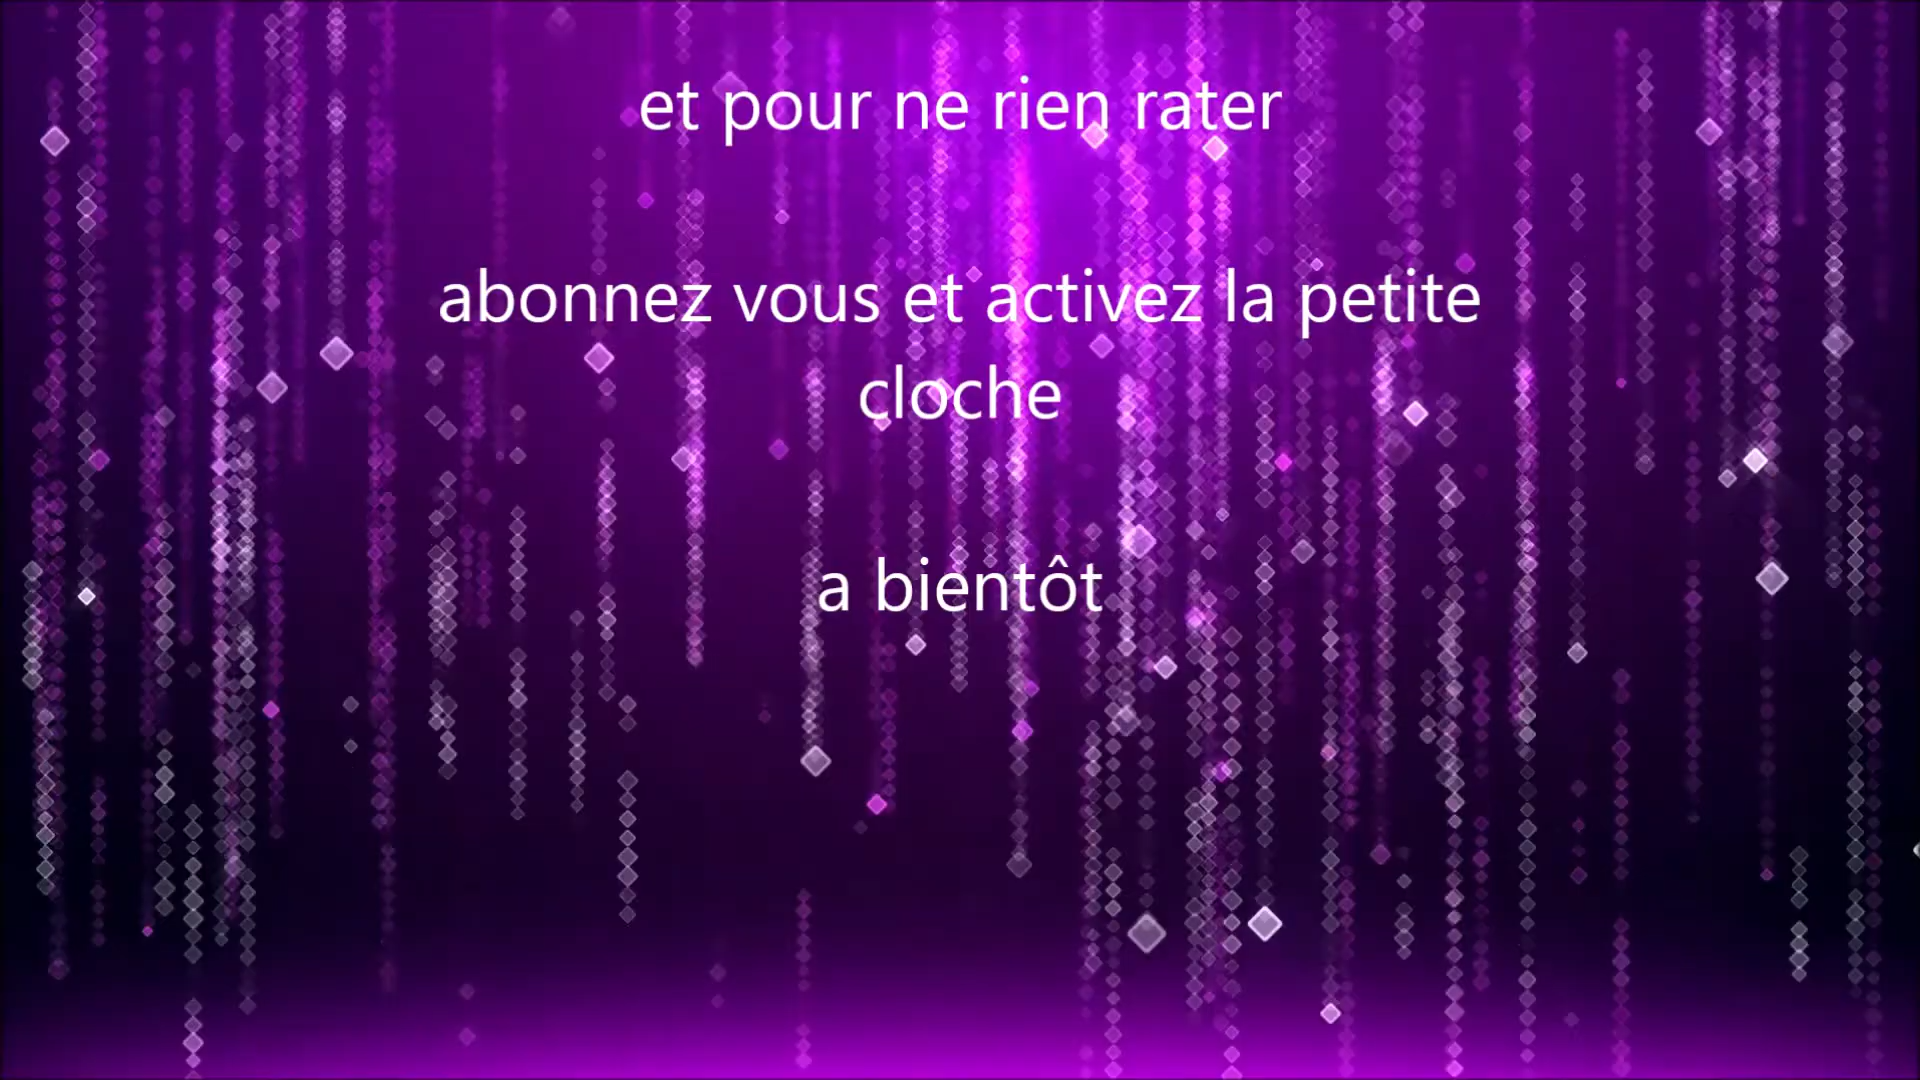 et pour ne rien rater
abonnez vous et activez la petite
cloche
a bientôt